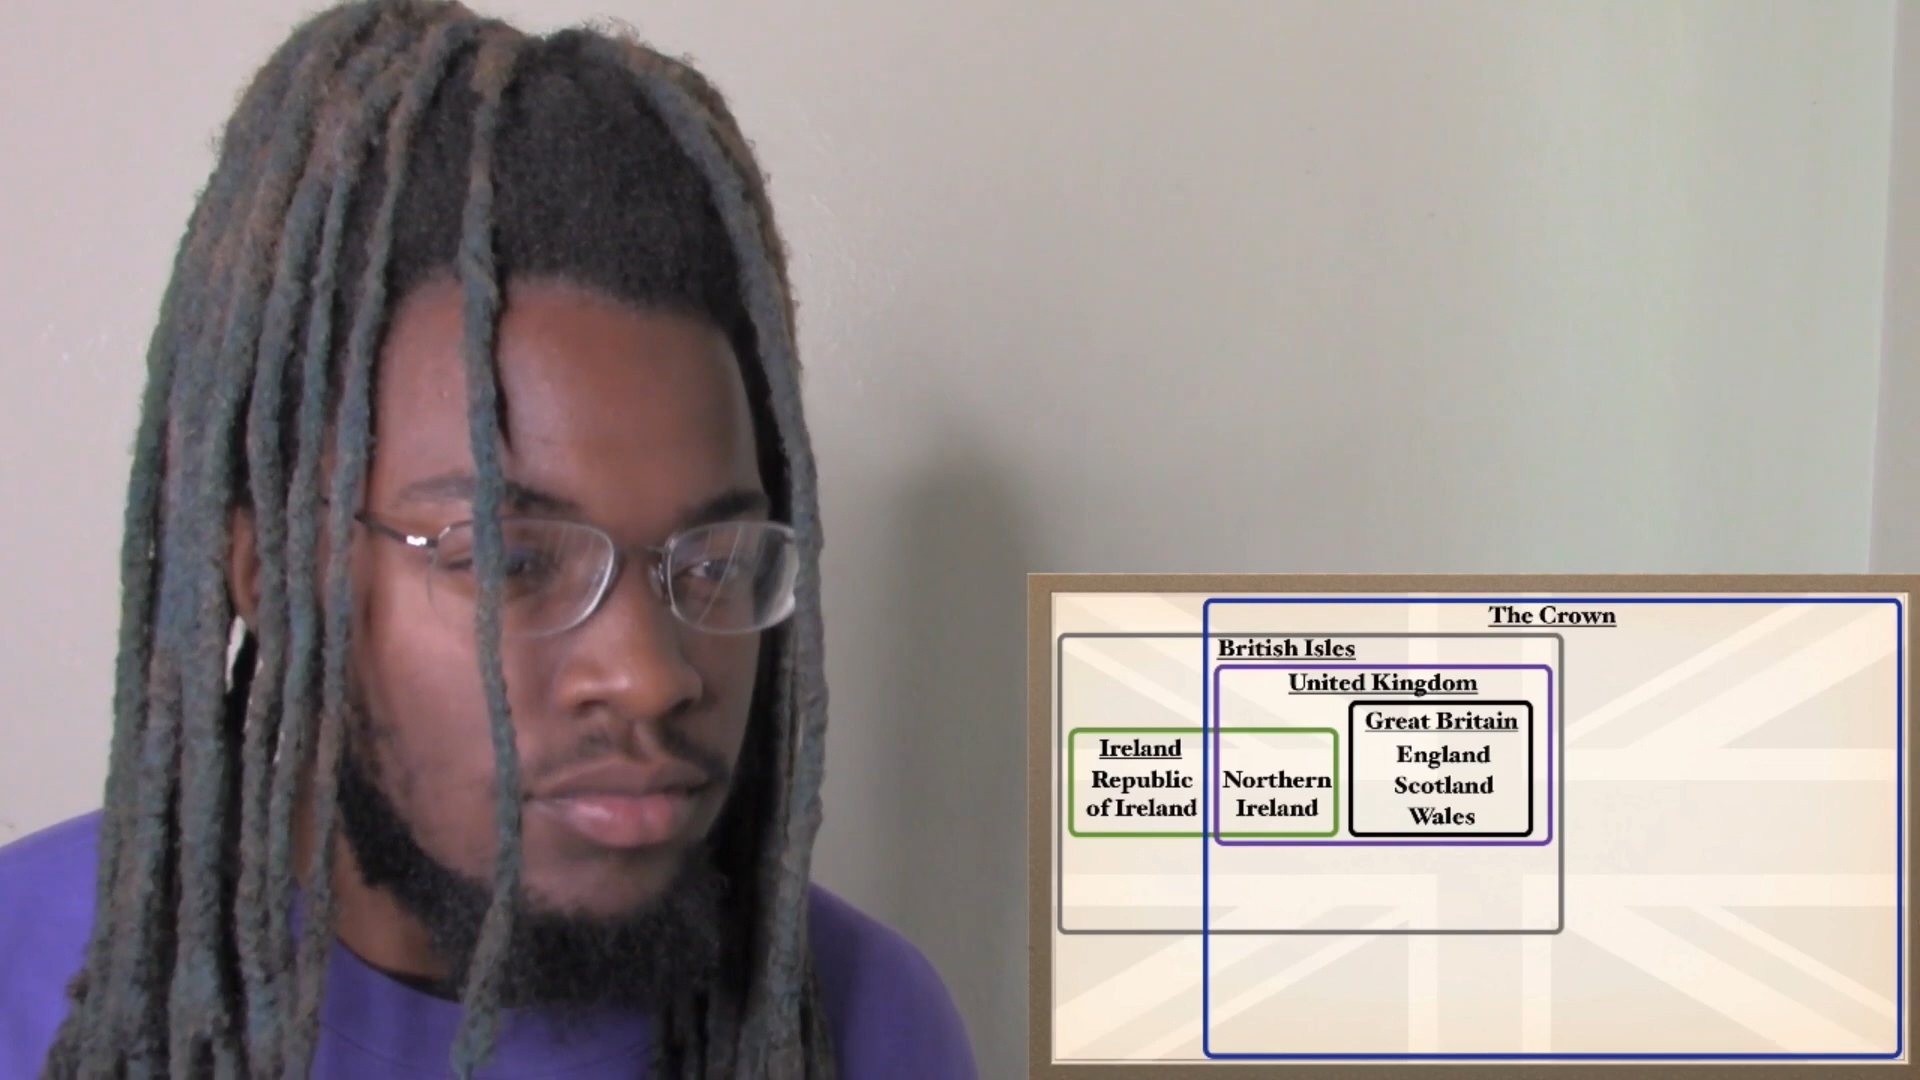 The Crown
British Isles
United Kingdom
Great Britain
England
Scotland
Wales
Ireland
Republic
of Ireland
Northern
Ireland